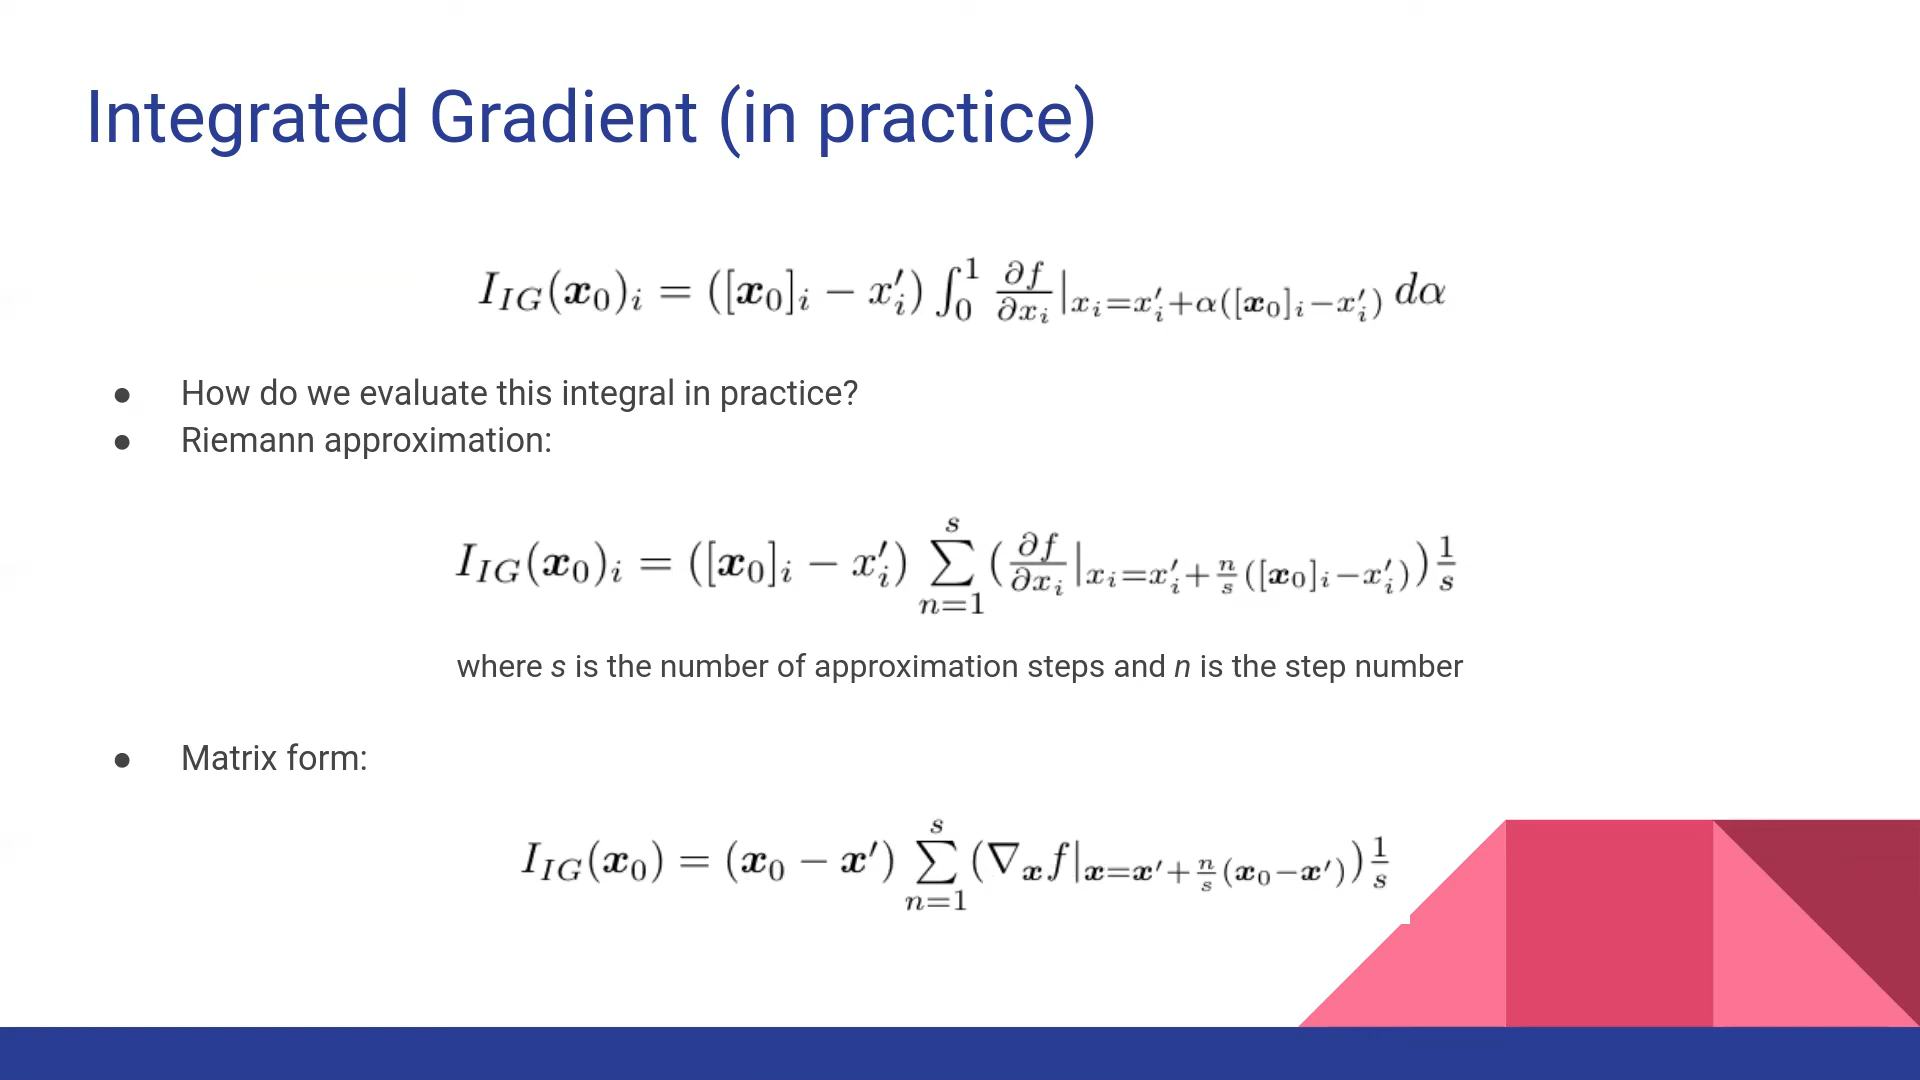 Integrated Gradient (in practice)
$I_{IG}(\boldsymbol{x}_0)_i = ([\boldsymbol{x}_0]_i - x'_i) \int_0^1 \frac{\partial f}{\partial x_i}|_{x_i = x'_i + \alpha([\boldsymbol{x}_0]_i - x'_i)} \, d\alpha$
● How do we evaluate this integral in practice?
● Riemann approximation:
$I_{IG}(\boldsymbol{x}_0)_i = ([\boldsymbol{x}_0]_i - x'_i) \sum_{n=1}^{s} (\frac{\partial f}{\partial x_i}|_{x_i = x'_i + \frac{n}{s}([\boldsymbol{x}_0]_i - x'_i)}) \frac{1}{s}$
where s is the number of approximation steps and n is the step number
● Matrix form:
$I_{IG}(\boldsymbol{x}_0) = (\boldsymbol{x}_0 - \boldsymbol{x}') \sum_{n=1}^{s} (\nabla_{\boldsymbol{x}} f|_{\boldsymbol{x} = \boldsymbol{x}' + \frac{n}{s}(\boldsymbol{x}_0 - \boldsymbol{x}')}) \frac{1}{s}$